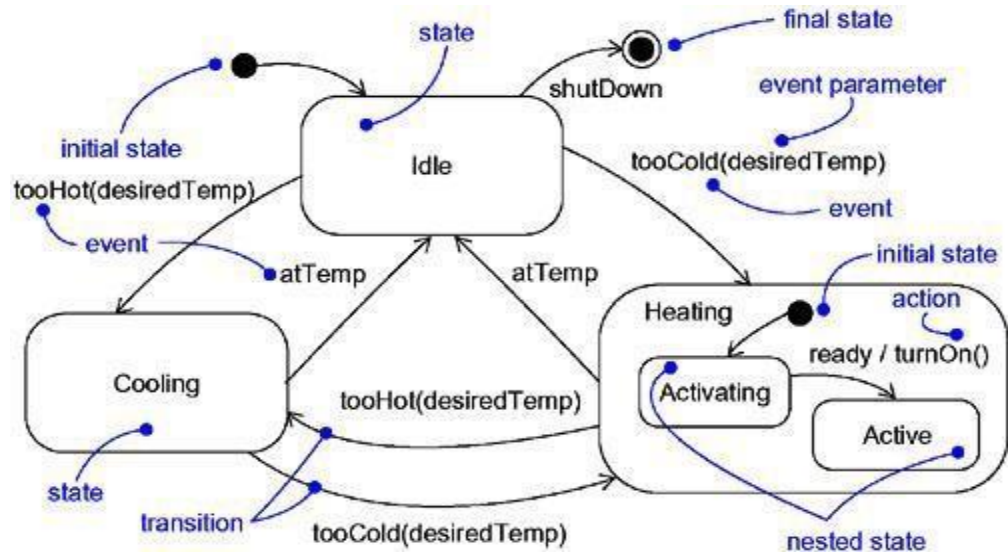 state
final state
shutDown
event parameter
initial state
Idle
tooCold(desiredTemp)
tooHot(desiredTemp)
event
event
atTemp
atTemp
initial state
Heating
action
ready / turnOn()
Cooling
Activating
tooHot(desiredTemp)
Active
state
transition
tooCold(desiredTemp)
nested state